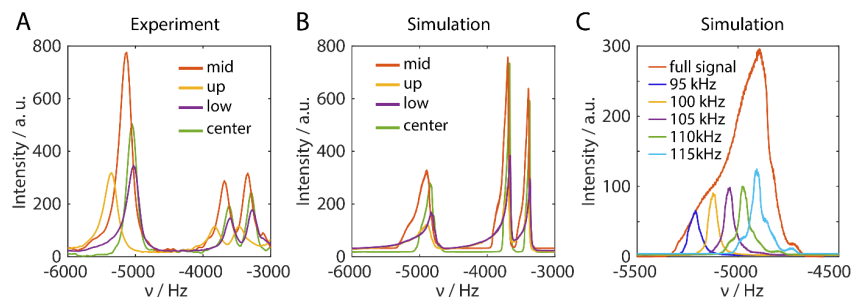 A Experiment
Intensity / a. u.
800
600
400
200
0
mid
up
low
center
-6000 -5000 -4000 -3000
ν / Hz
B Simulation
Intensity / a.u.
800
600
400
200
0
mid
up
low
center
-6000 -5000 -4000 -3000
ν / Hz
C Simulation
Intensity / a. u.
300
200
100
0
full signal
95 kHz
100 kHz
105 kHz
110kHz
115kHz
-5500 -5000 -4500
ν / Hz